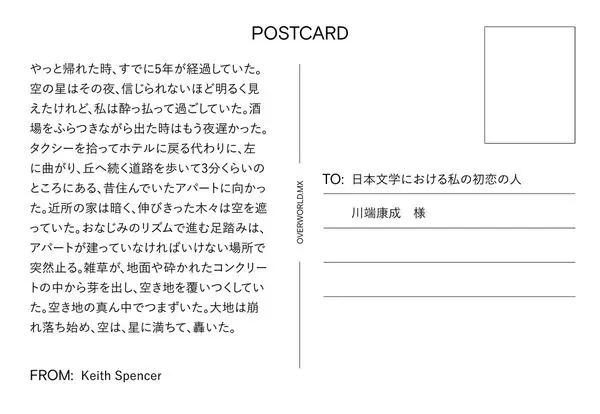 POSTCARD
やっと帰れた時、すでに5年が経過していた。
空の星はその夜、信じられないほど明るく見
えたけれど、私は酔っ払って過ごしていた。酒
場をふらつきながら出た時はもう夜遅かった。
タクシーを拾ってホテルに戻る代わりに、左
に曲がり、丘へ続く道路を歩いて3分くらいの
ところにある、昔住んでいたアパートに向かっ
た。近所の家は暗く、伸びきった木々は空を遮
っていた。おなじみのリズムで進む足踏みは、
アパートが建っていなければいけない場所で
突然止る。雑草が、地面や砕かれたコンクリー
トの中から芽を出し、空き地を覆いつくしてい
た。空き地の真ん中でつまずいた。大地は崩
れ落ち始め、空は、星に満ちて、轟いた。
FROM: Keith Spencer
OVERWORLD.MX
TO: 日本文学における私の初恋の人
川端康成　様